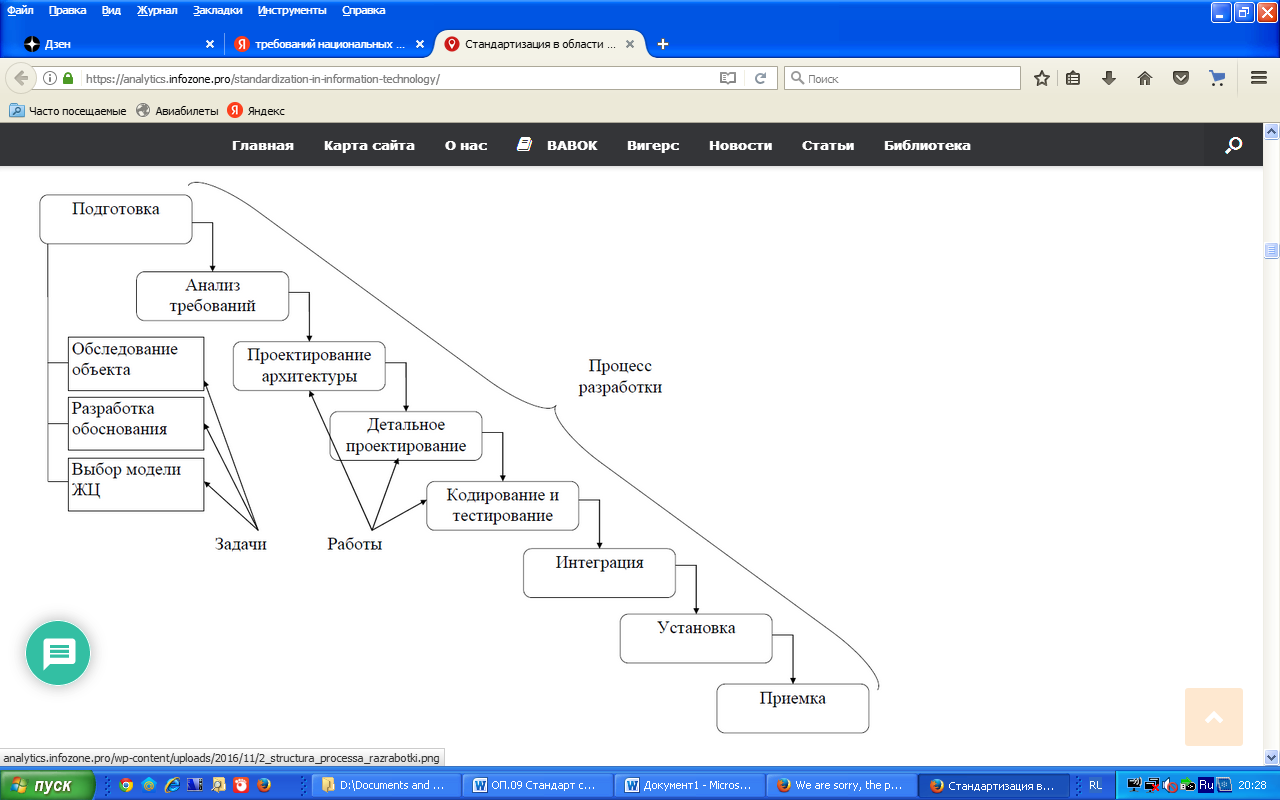 Файл Правка Вид Журнал Закладки Инструменты Справка
Дзен
требований национальных ...
Стандартизация в области ...
https://analytics.infozone.pro/standardization-in-information-technology/
Поиск
Часто посещаемые Авиабилеты Яндекс
Главная Карта сайта О нас BABOK Вигерс Новости Статьи Библиотека
Подготовка
Анализ
требований
Обследование
объекта
Проектирование
архитектуры
Процесс
разработки
Разработка
обоснования
Детальное
проектирование
Выбор модели
ЖЦ
Кодирование и
тестирование
Задачи
Работы
Интеграция
Установка
Приемка
analytics.infozone.pro/wp-content/uploads/2016/11/2_structura_processa_razrabotki.png
пуск
D:\Documents and ...
ОП.09 Стандарт с...
Документ1 - Micros...
We are sorry, the p...
Стандартизация в...
RL
Ru
20:28